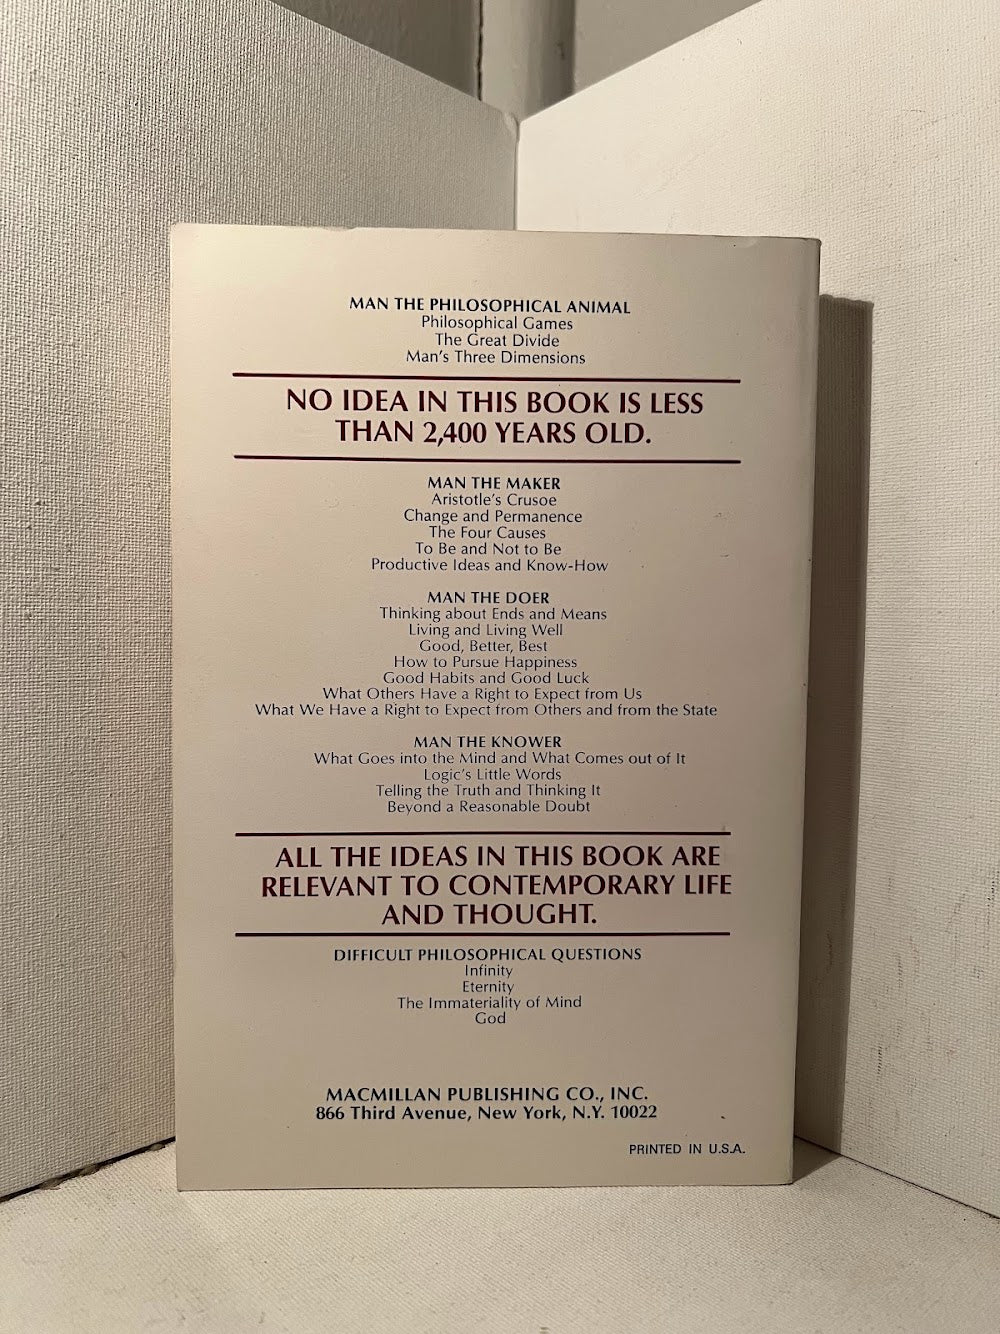 MAN THE PHILOSOPHICAL ANIMAL
Philosophical Games
The Great Divide
Man's Three Dimensions
NO IDEA IN THIS BOOK IS LESS
THAN 2,400 YEARS OLD.
MAN THE MAKER
Aristotle's Crusoe
Change and Permanence
The Four Causes
To Be and Not to Be
Productive Ideas and Know-How
MAN THE DOER
Thinking about Ends and Means
Living and Living Well
Good, Better, Best
How to Pursue Happiness
Good Habits and Good Luck
What Others Have a Right to Expect from Us
What We Have a Right to Expect from Others and from the State
MAN THE KNOWER
What Goes into the Mind and What Comes out of It
Logic's Little Words
Telling the Truth and Thinking It
Beyond a Reasonable Doubt
ALL THE IDEAS IN THIS BOOK ARE
RELEVANT TO CONTEMPORARY LIFE
AND THOUGHT.
DIFFICULT PHILOSOPHICAL QUESTIONS
Infinity
Eternity
The Immateriality of Mind
God
MACMILLAN PUBLISHING CO., INC.
866 Third Avenue, New York, N.Y. 10022
PRINTED IN U.S.A.